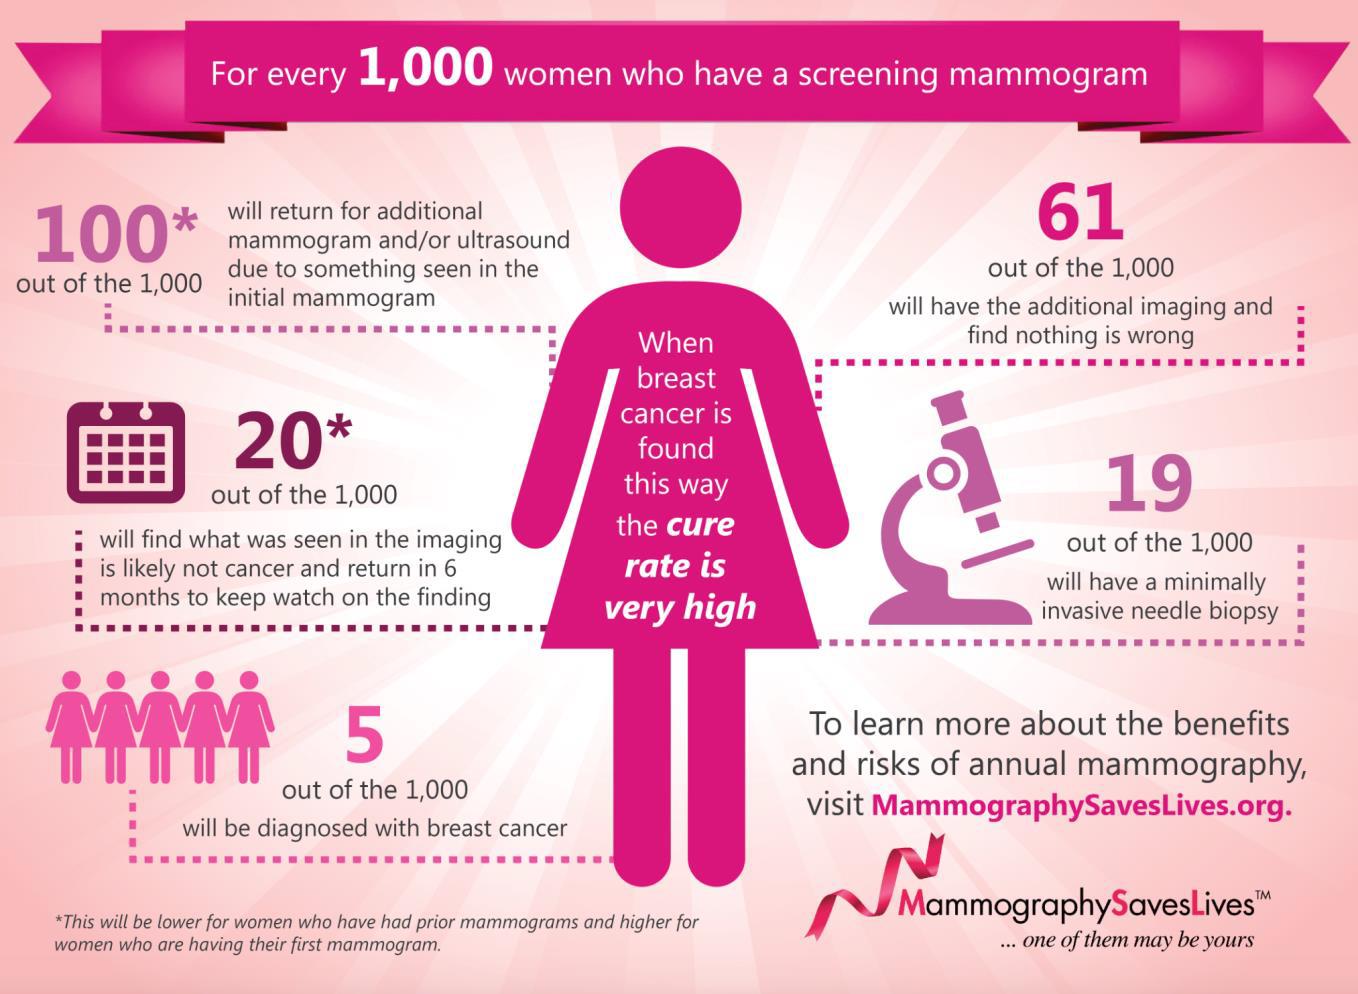 For every 1,000 women who have a screening mammogram
100*
out of the 1,000
will return for additional
mammogram and/or ultrasound
due to something seen in the
initial mammogram
61
out of the 1,000
will have the additional imaging and
find nothing is wrong
When
breast
cancer is
found
this way
the cure
rate is
very high
20*
out of the 1,000
will find what was seen in the imaging
is likely not cancer and return in 6
months to keep watch on the finding
19
out of the 1,000
will have a minimally
invasive needle biopsy
5
out of the 1,000
will be diagnosed with breast cancer
To learn more about the benefits
and risks of annual mammography,
visit MammographySavesLives.org.
MammographySavesLives™
... one of them may be yours
*This will be lower for women who have had prior mammograms and higher for
women who are having their first mammogram.